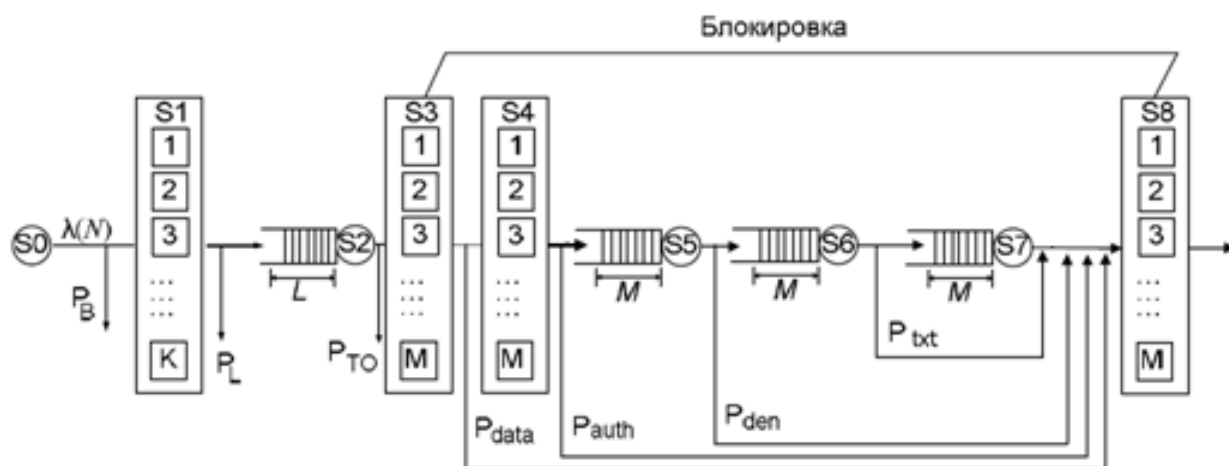 Блокировка
S1 S3 S4 S8
1 1 1 1
2 2 2 2
S0 λ(N) 3 S2 3 3 S5 S6 S7 3
L M M M
P_B K P_L P_TO M M P_txt M
P_data P_auth P_den